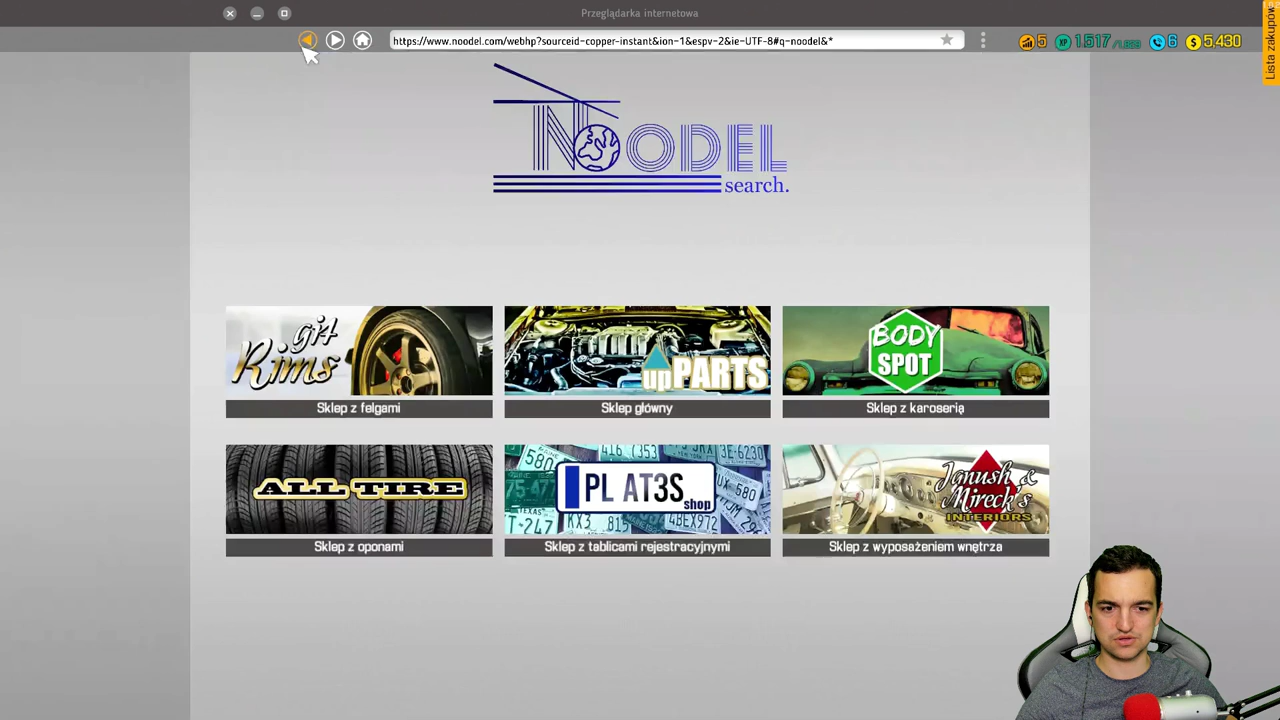 Przeglądarka internetowa
https://www.noodel.com/webhp?sourceid-copper-instant&ion-1&espv-2&ie-UTF-8#q-noodel&*
5
XP 1,517
6
$ 5,430
Lista zakupów
NOODEL
search.
git Rims
upPARTS
BODY SPOT
Sklep z felgami
Sklep główny
Sklep z karoserią
ALL TIRE
PL AT3S shop
Janush & Mireck's INTERIORS
Sklep z oponami
Sklep z tablicami rejestracyjnymi
Sklep z wyposażeniem wnętrza